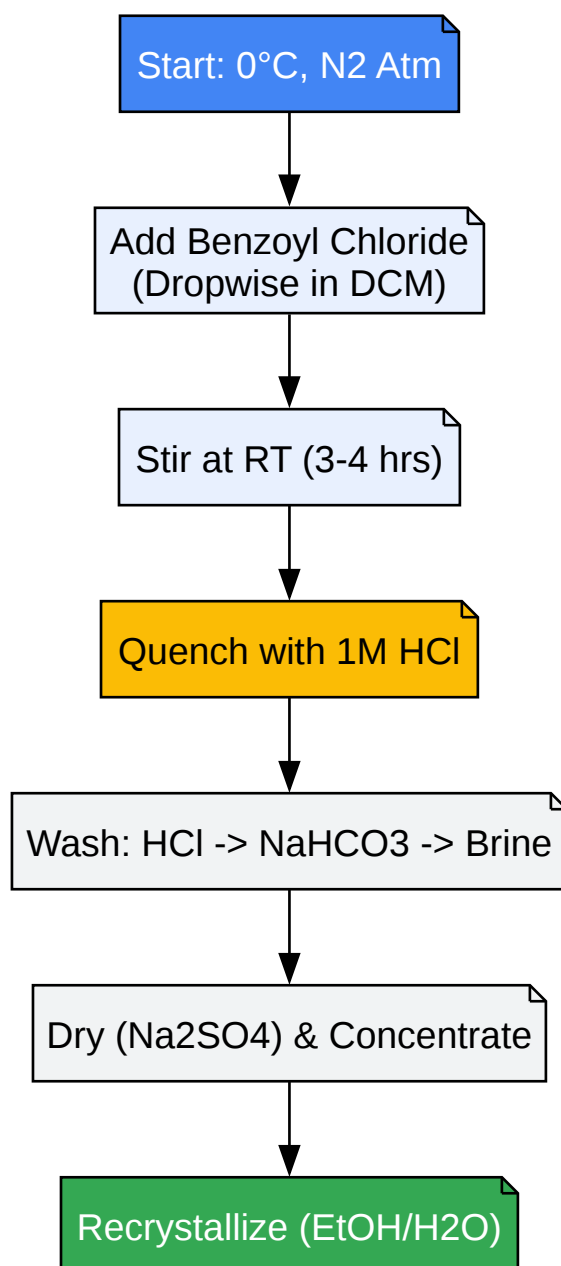 Start: 0°C, N2 Atm
Add Benzoyl Chloride
(Dropwise in DCM)
Stir at RT (3-4 hrs)
Quench with 1M HCl
Wash: HCl -> NaHCO3 -> Brine
Dry (Na2SO4) & Concentrate
Recrystallize (EtOH/H2O)